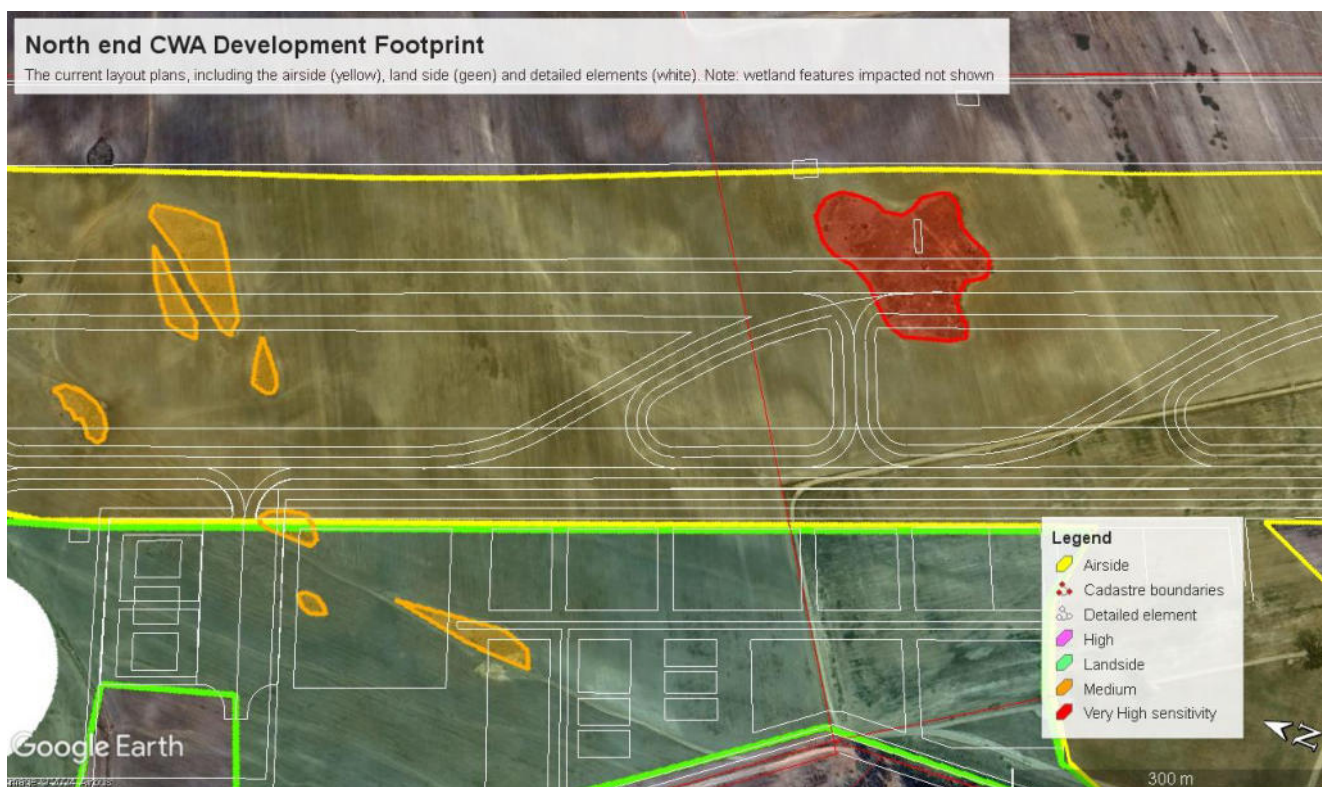 North end CWA Development Footprint
The current layout plans, including the airside (yellow), land side (geen) and detailed elements (white). Note: wetland features impacted not shown
Legend
Airside
Cadastre boundaries
Detailed element
High
Landside
Medium
Very High sensitivity
Google Earth
N
300 m